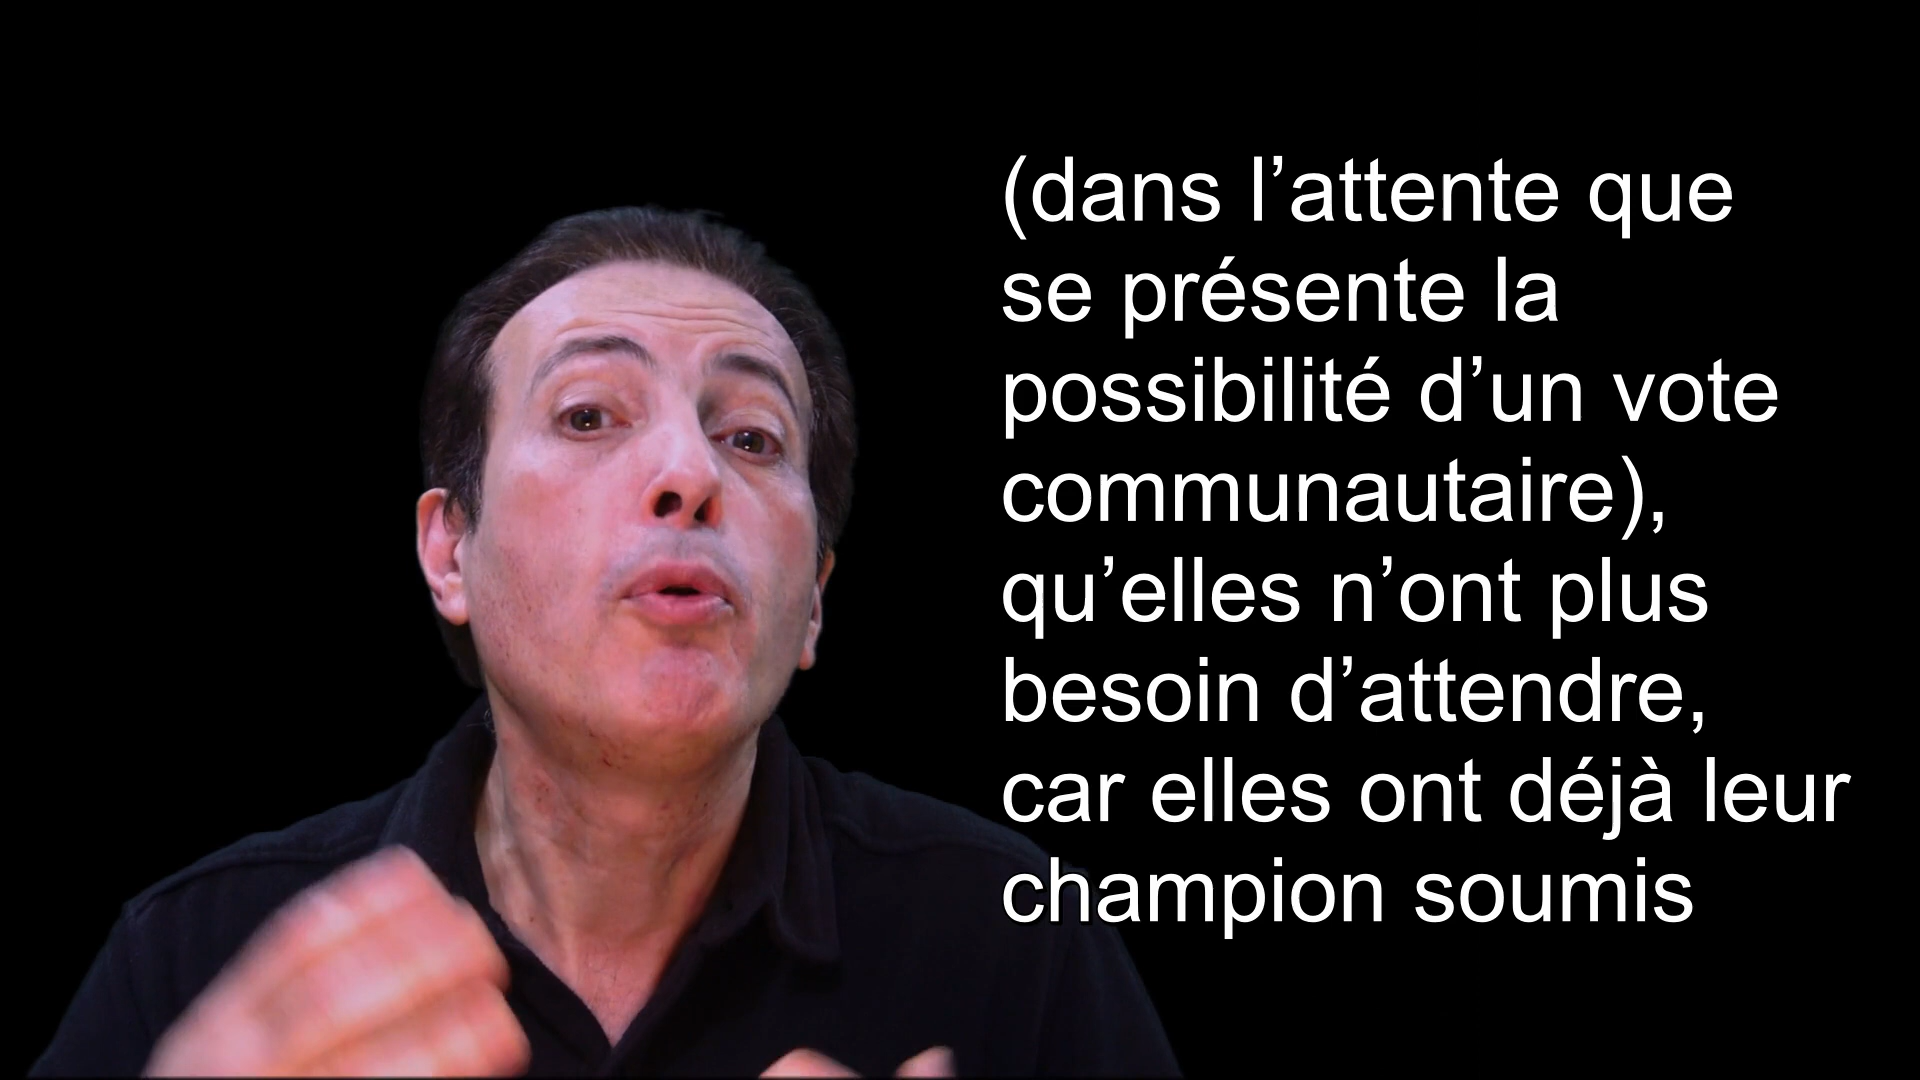 (dans l’attente que
se présente la
possibilité d’un vote
communautaire),
qu’elles n’ont plus
besoin d’attendre,
car elles ont déjà leur
champion soumis